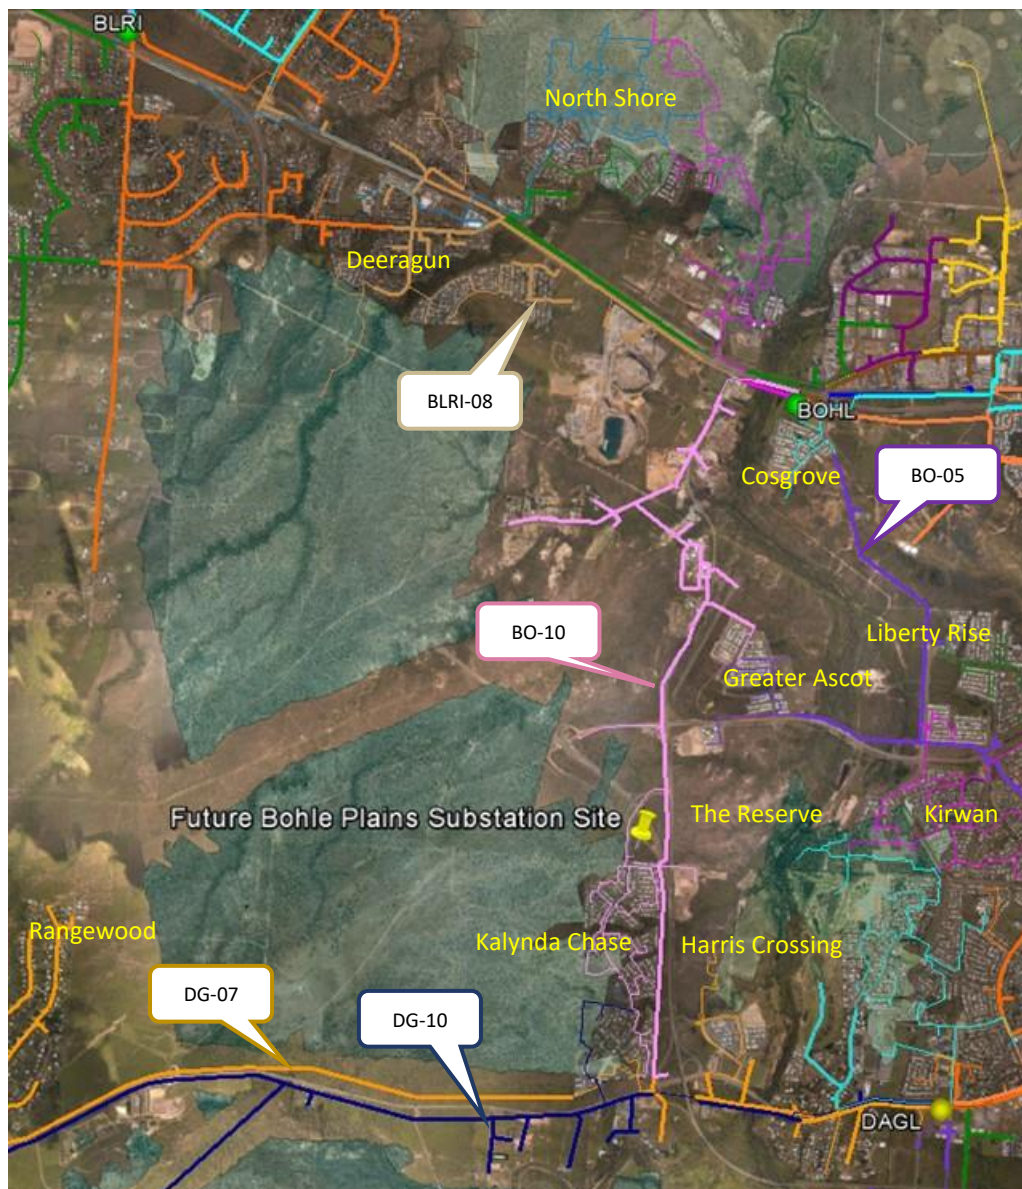 BLRI
North Shore
Deeragun
BLRI-08
BOHL
Cosgrove
BO-05
BO-10
Liberty Rise
Greater Ascot
Future Bohle Plains Substation Site
The Reserve
Kirwan
Rangewood
Kalynda Chase
Harris Crossing
DG-07
DG-10
DAGL